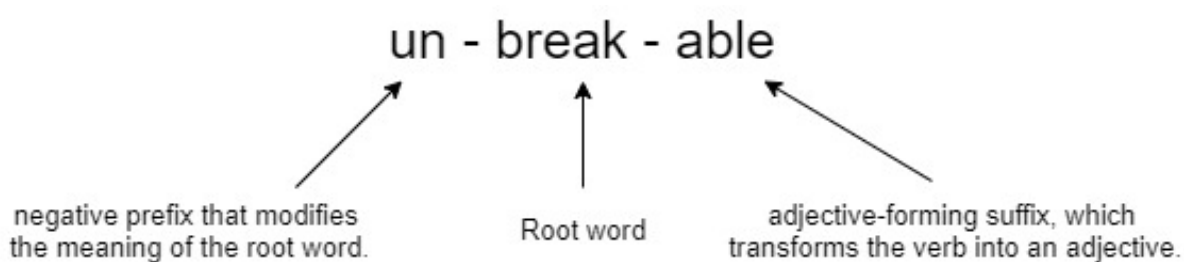 un - break - able
negative prefix that modifies
the meaning of the root word.
Root word
adjective-forming suffix, which
transforms the verb into an adjective.